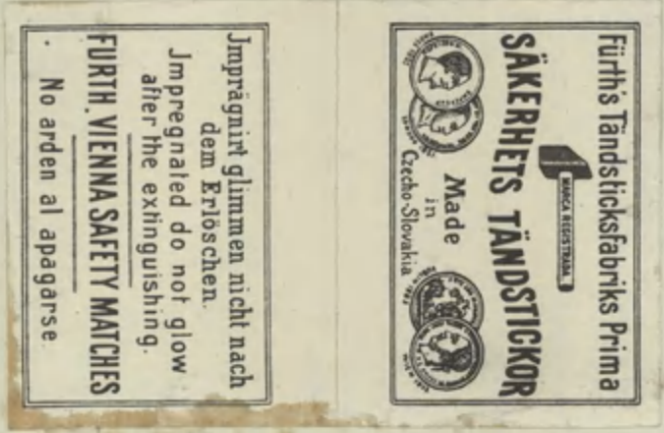 Fürth's Tändsticksfabriks Prima
MARCA REGISTRADA.
SÄKERHETS TÄNDSTICKOR
Made
in
Czecho-Slovakia
Jmprägnirt glimmen nicht nach
dem Erlöschen.
Jmpregnated do not glow
after the extinguishing.
FÜRTH, VIENNA SAFETY MATCHES
No arden al apagarse.